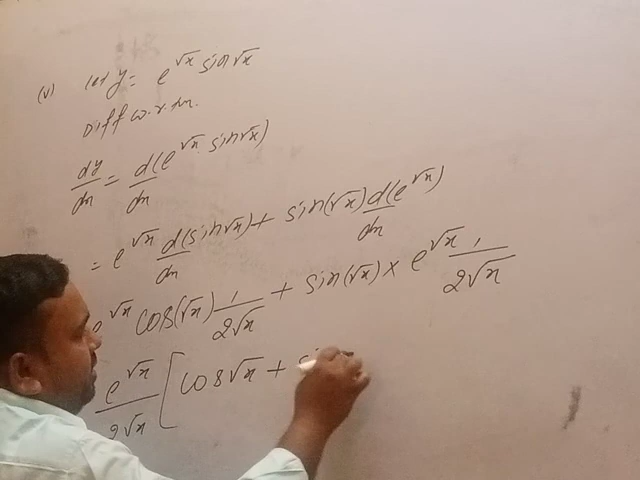 (v) Let y = e^√x sin√x
Diff w.r.t x.
dy/dx = d(e^√x sin√x)/dx
= e^√x d(sin√x)/dx + sin(√x) d(e^√x)/dx
e^√x cos(√x) 1/2√x + sin(√x) × e^√x 1/2√x
e^√x/2√x [cos√x + si